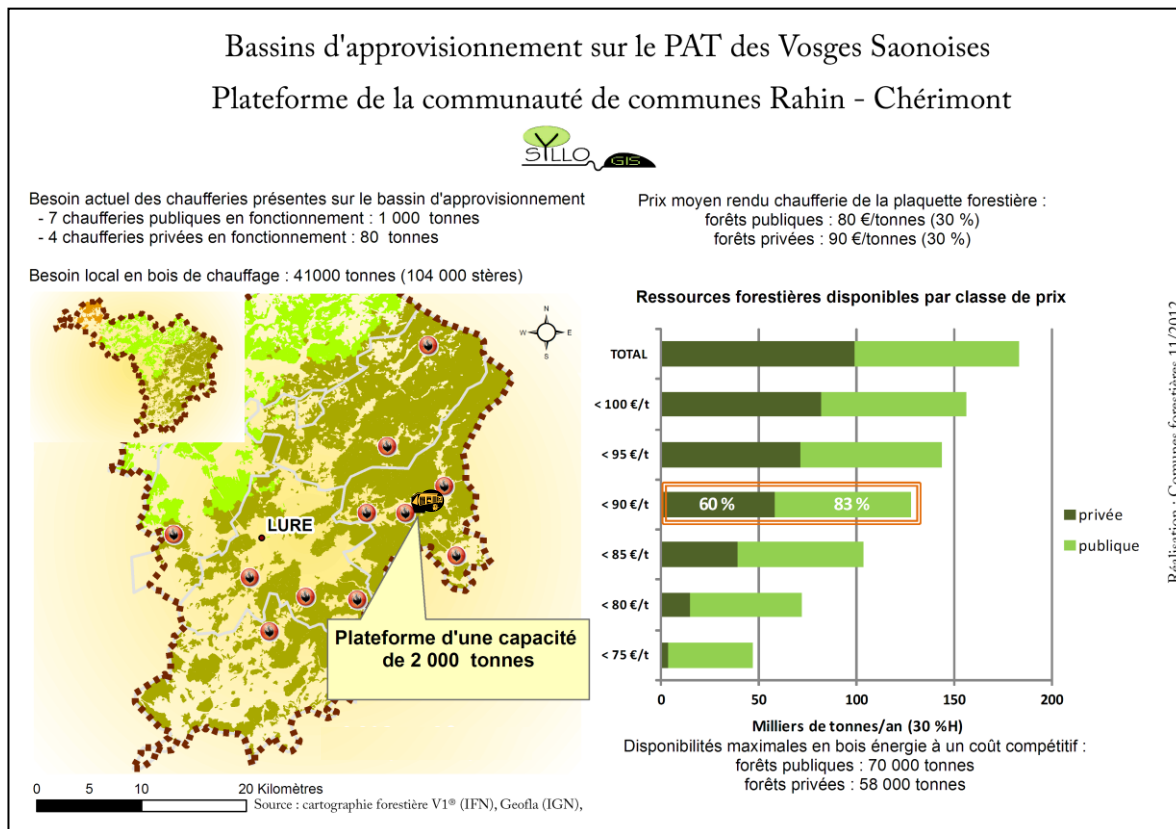 Bassins d'approvisionnement sur le PAT des Vosges Saonoises
Plateforme de la communauté de communes Rahin - Chérimont
SYLLO GIS
Besoin actuel des chaufferies présentes sur le bassin d'approvisionnement
- 7 chaufferies publiques en fonctionnement : 1 000 tonnes
- 4 chaufferies privées en fonctionnement : 80 tonnes
Besoin local en bois de chauffage : 41000 tonnes (104 000 stères)
Prix moyen rendu chaufferie de la plaquette forestière :
forêts publiques : 80 €/tonnes (30 %)
forêts privées : 90 €/tonnes (30 %)
N
W E
S
LURE
Plateforme d'une capacité
de 2 000 tonnes
0 5 10 20 Kilomètres
Source : cartographie forestière V1® (IFN), Geofla (IGN),
Ressources forestières disponibles par classe de prix
TOTAL
< 100 €/t
< 95 €/t
< 90 €/t 60 % 83 %
< 85 €/t
< 80 €/t
< 75 €/t
0 50 100 150 200
Milliers de tonnes/an (30 %H)
privée
publique
Disponibilités maximales en bois énergie à un coût compétitif :
forêts publiques : 70 000 tonnes
forêts privées : 58 000 tonnes
Réalisation : Communes forestières 11/2012